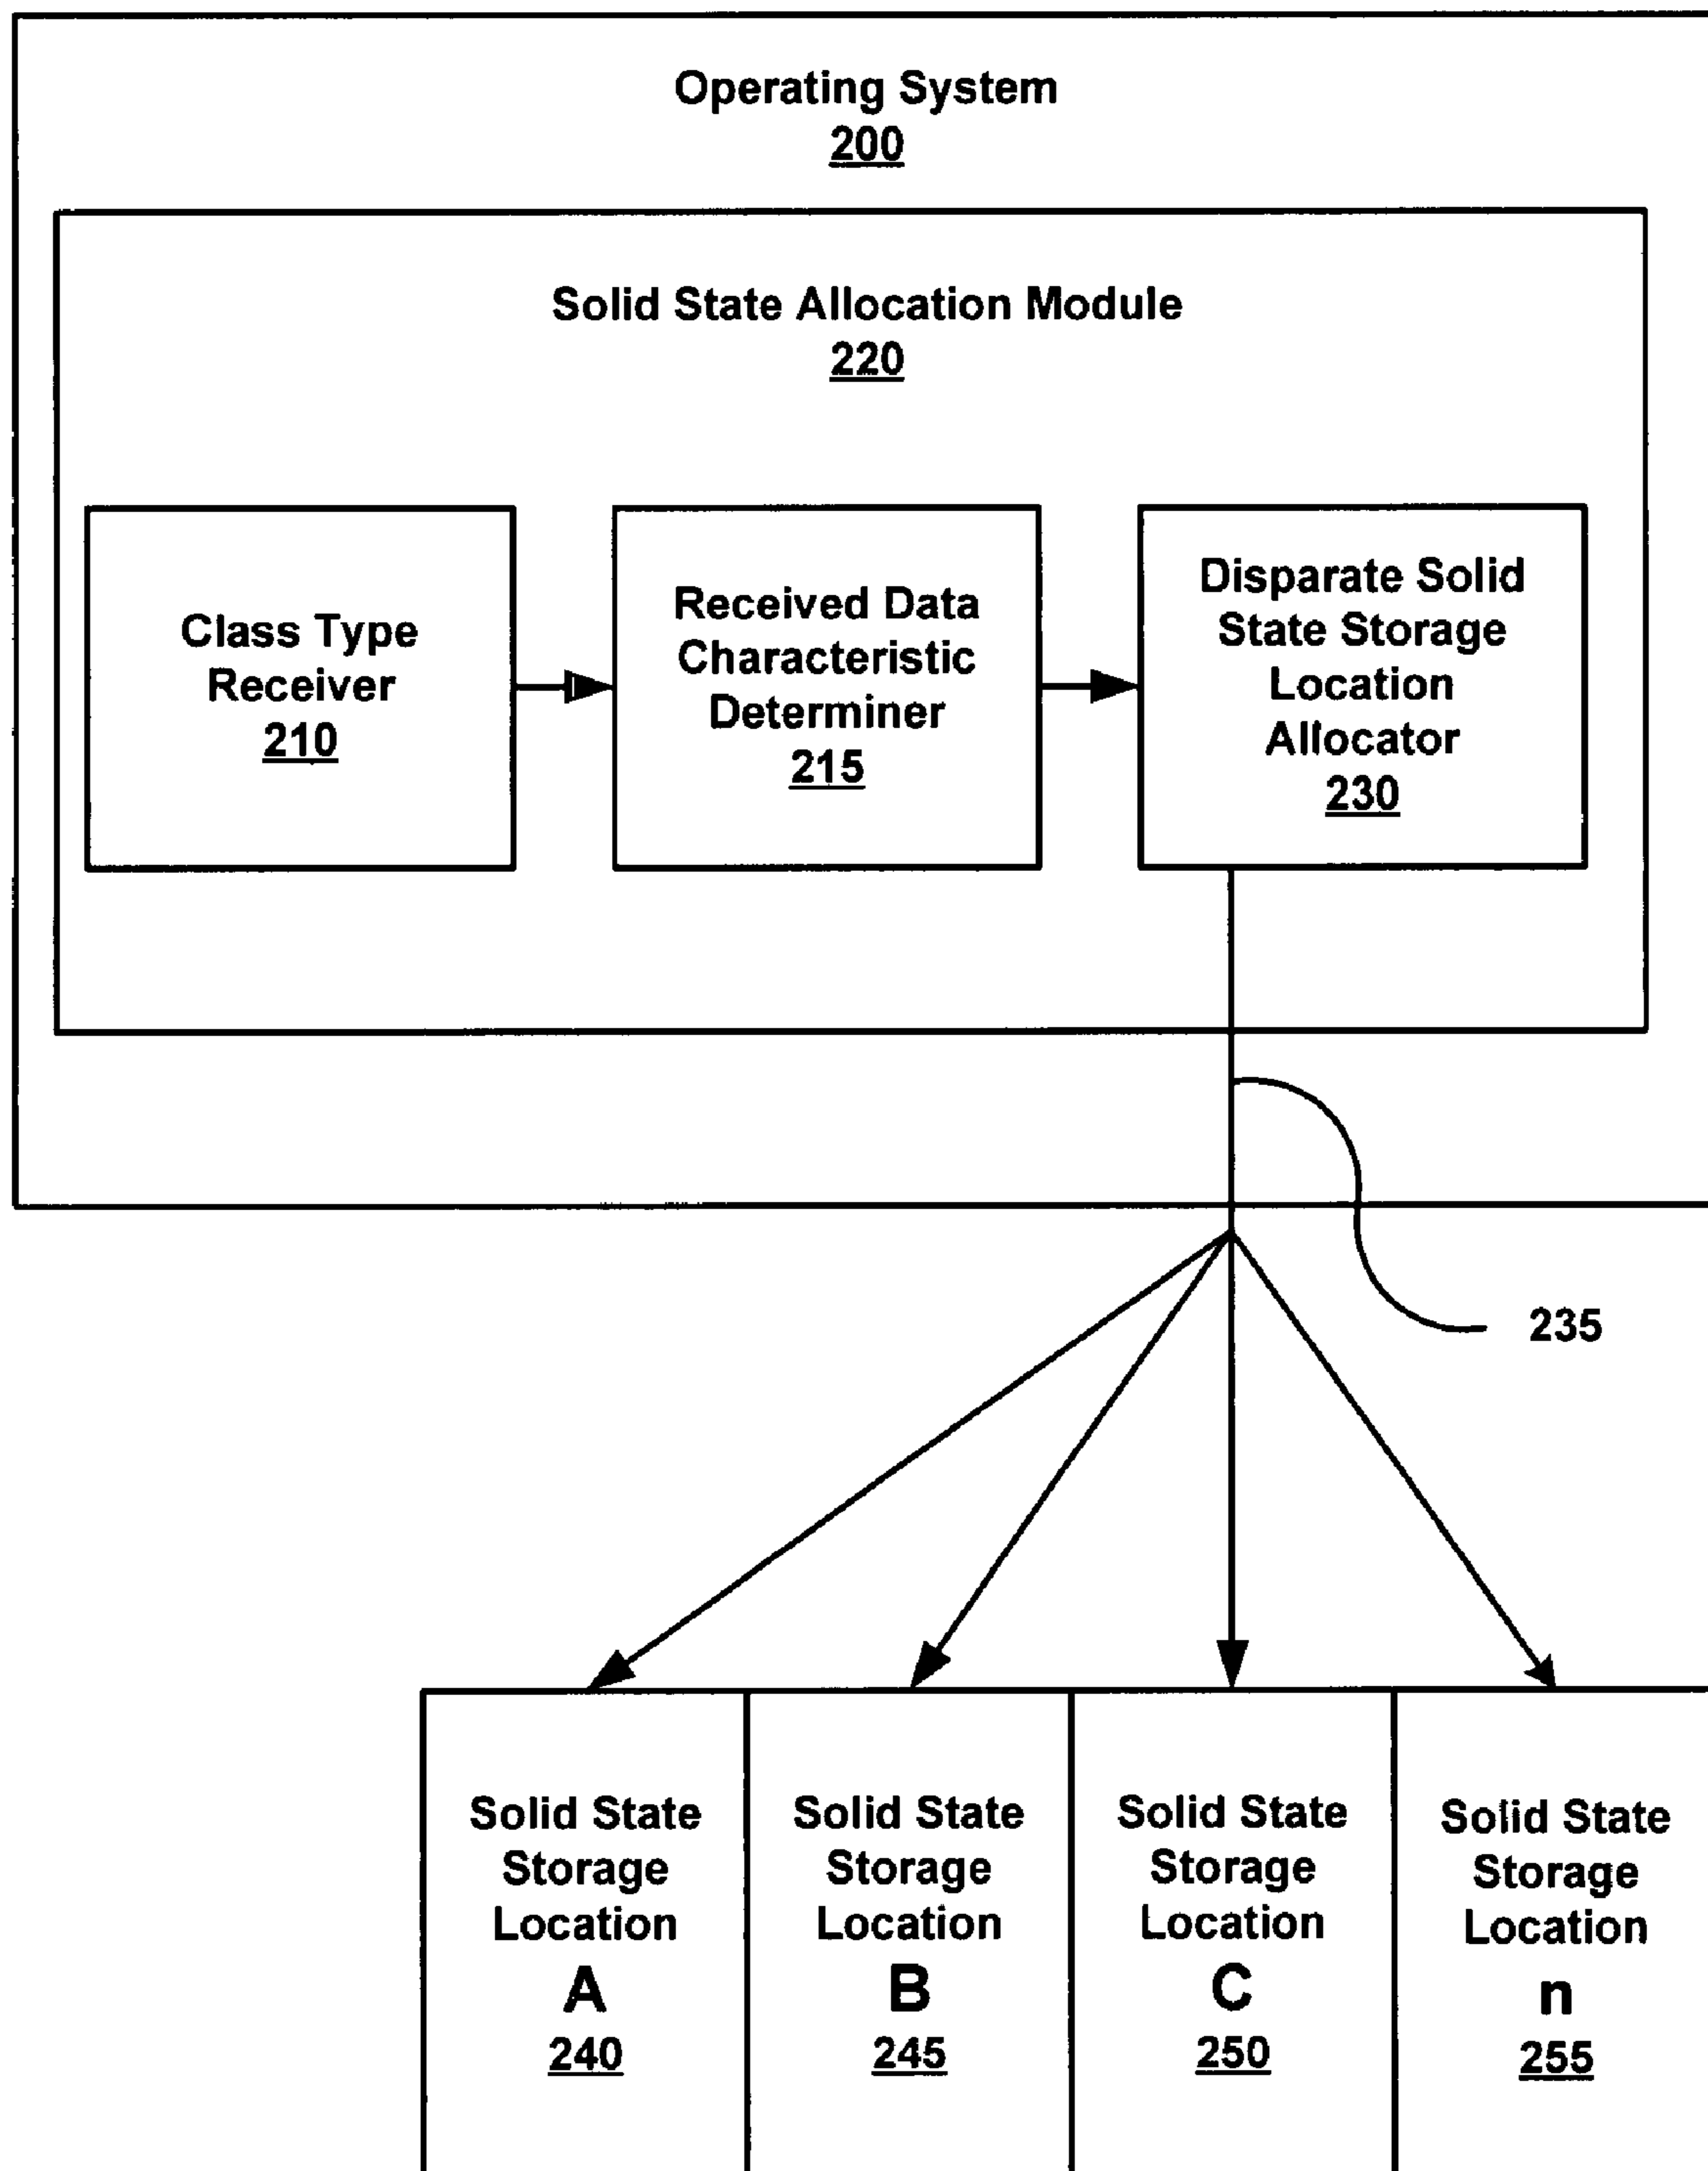 Operating System
200
Solid State Allocation Module
220
Class Type
Receiver
210
Received Data
Characteristic
Determiner
215
Disparate Solid
State Storage
Location
Allocator
230
235
Solid State
Storage
Location
A
240
Solid State
Storage
Location
B
245
Solid State
Storage
Location
C
250
Solid State
Storage
Location
n
255